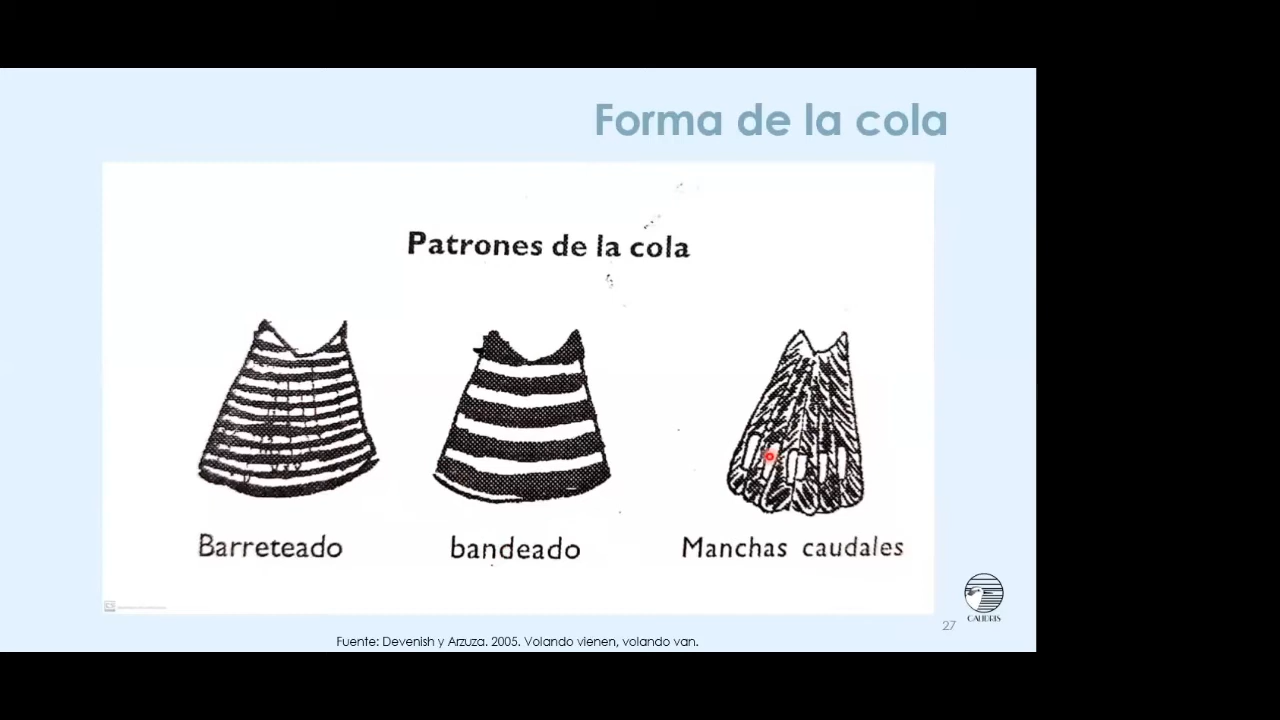 Forma de la cola
Patrones de la cola
Barreteado
bandeado
Manchas caudales
CALIDRIS
27
Fuente: Devenish y Arzuza. 2005. Volando vienen, volando van.